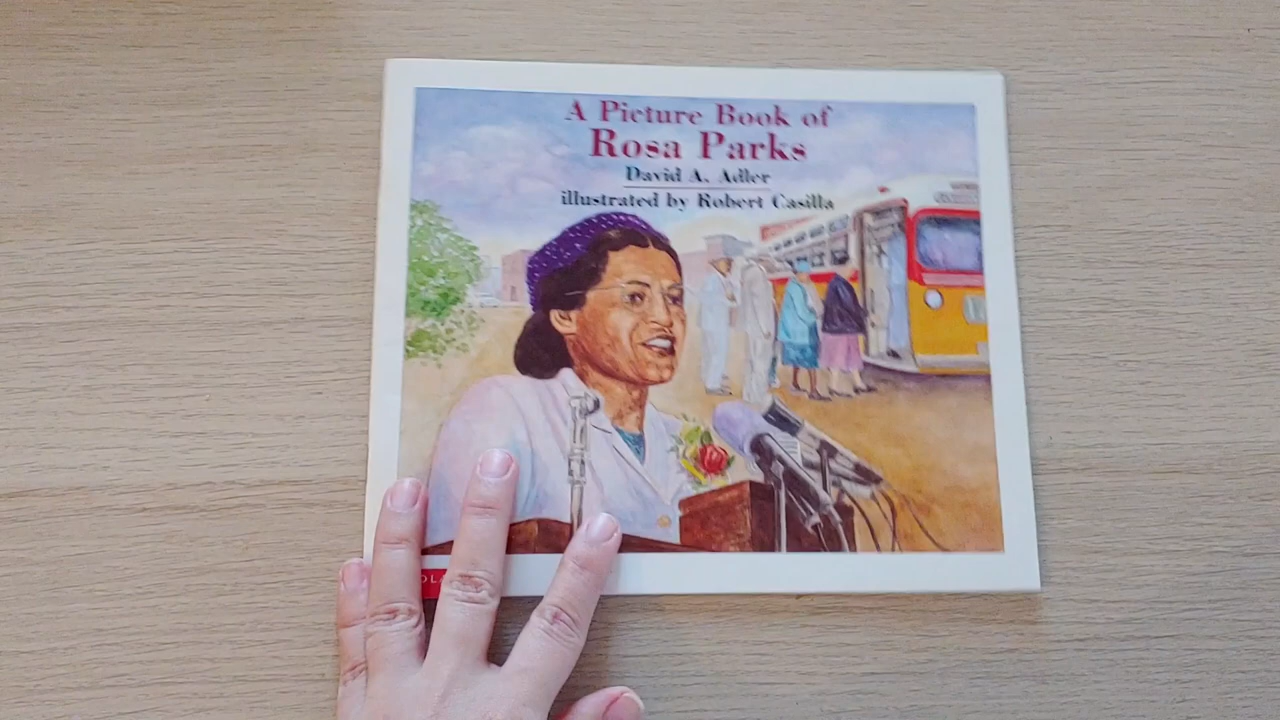 A Picture Book of
Rosa Parks
David A. Adler
illustrated by Robert Casilla